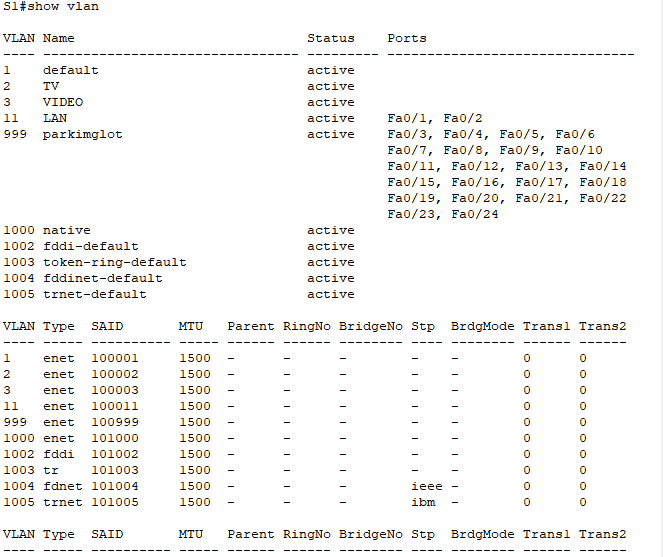 S1#show vlan
VLAN Name                             Status    Ports
---- -------------------------------- --------- -------------------------------
1    default                          active
2    TV                               active
3    VIDEO                            active
11   LAN                              active    Fa0/1, Fa0/2
999  parkimglot                       active    Fa0/3, Fa0/4, Fa0/5, Fa0/6
                                                Fa0/7, Fa0/8, Fa0/9, Fa0/10
                                                Fa0/11, Fa0/12, Fa0/13, Fa0/14
                                                Fa0/15, Fa0/16, Fa0/17, Fa0/18
                                                Fa0/19, Fa0/20, Fa0/21, Fa0/22
                                                Fa0/23, Fa0/24
1000 native                           active
1002 fddi-default                     active
1003 token-ring-default               active
1004 fddinet-default                  active
1005 trnet-default                    active
VLAN Type  SAID       MTU   Parent RingNo BridgeNo Stp  BrdgMode Trans1 Trans2
---- ----- ---------- ----- ------ ------ -------- ---- -------- ------ ------
1    enet  100001     1500  -      -      -        -    -        0      0
2    enet  100002     1500  -      -      -        -    -        0      0
3    enet  100003     1500  -      -      -        -    -        0      0
11   enet  100011     1500  -      -      -        -    -        0      0
999  enet  100999     1500  -      -      -        -    -        0      0
1000 enet  101000     1500  -      -      -        -    -        0      0
1002 fddi  101002     1500  -      -      -        -    -        0      0
1003 tr    101003     1500  -      -      -        -    -        0      0
1004 fdnet 101004     1500  -      -      -        ieee -        0      0
1005 trnet 101005     1500  -      -      -        ibm  -        0      0
VLAN Type  SAID       MTU   Parent RingNo BridgeNo Stp  BrdgMode Trans1 Trans2
---- ----- ---------- ----- ------ ------ -------- ---- -------- ------ ------